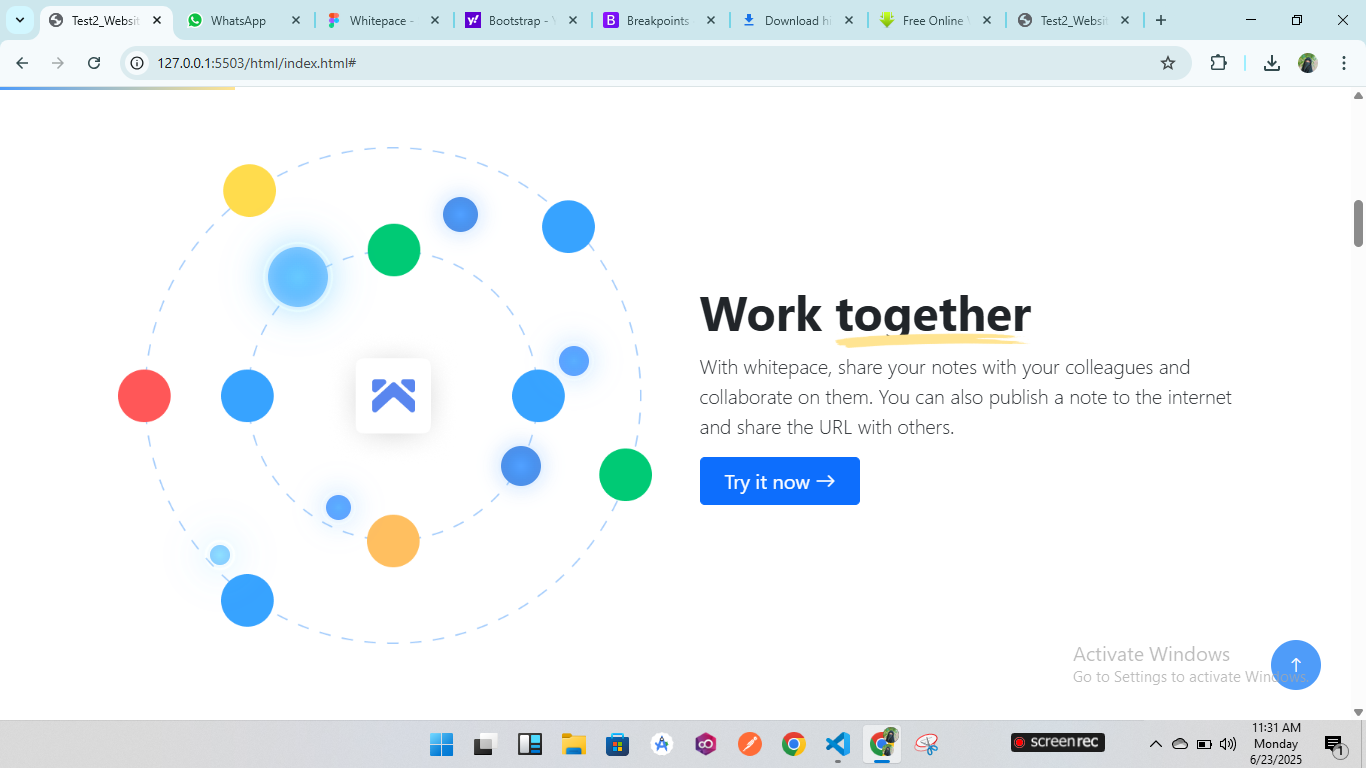 Test2_Websit
WhatsApp
Whitepace -
Bootstrap - Y
Breakpoints
Download hi
Free Online V
Test2_Websit
127.0.0.1:5503/html/index.html#
Work together
With whitepace, share your notes with your colleagues and
collaborate on them. You can also publish a note to the internet
and share the URL with others.
Try it now →
Activate Windows
Go to Settings to activate Windows.
screenrec
11:31 AM
Monday
6/23/2025
1